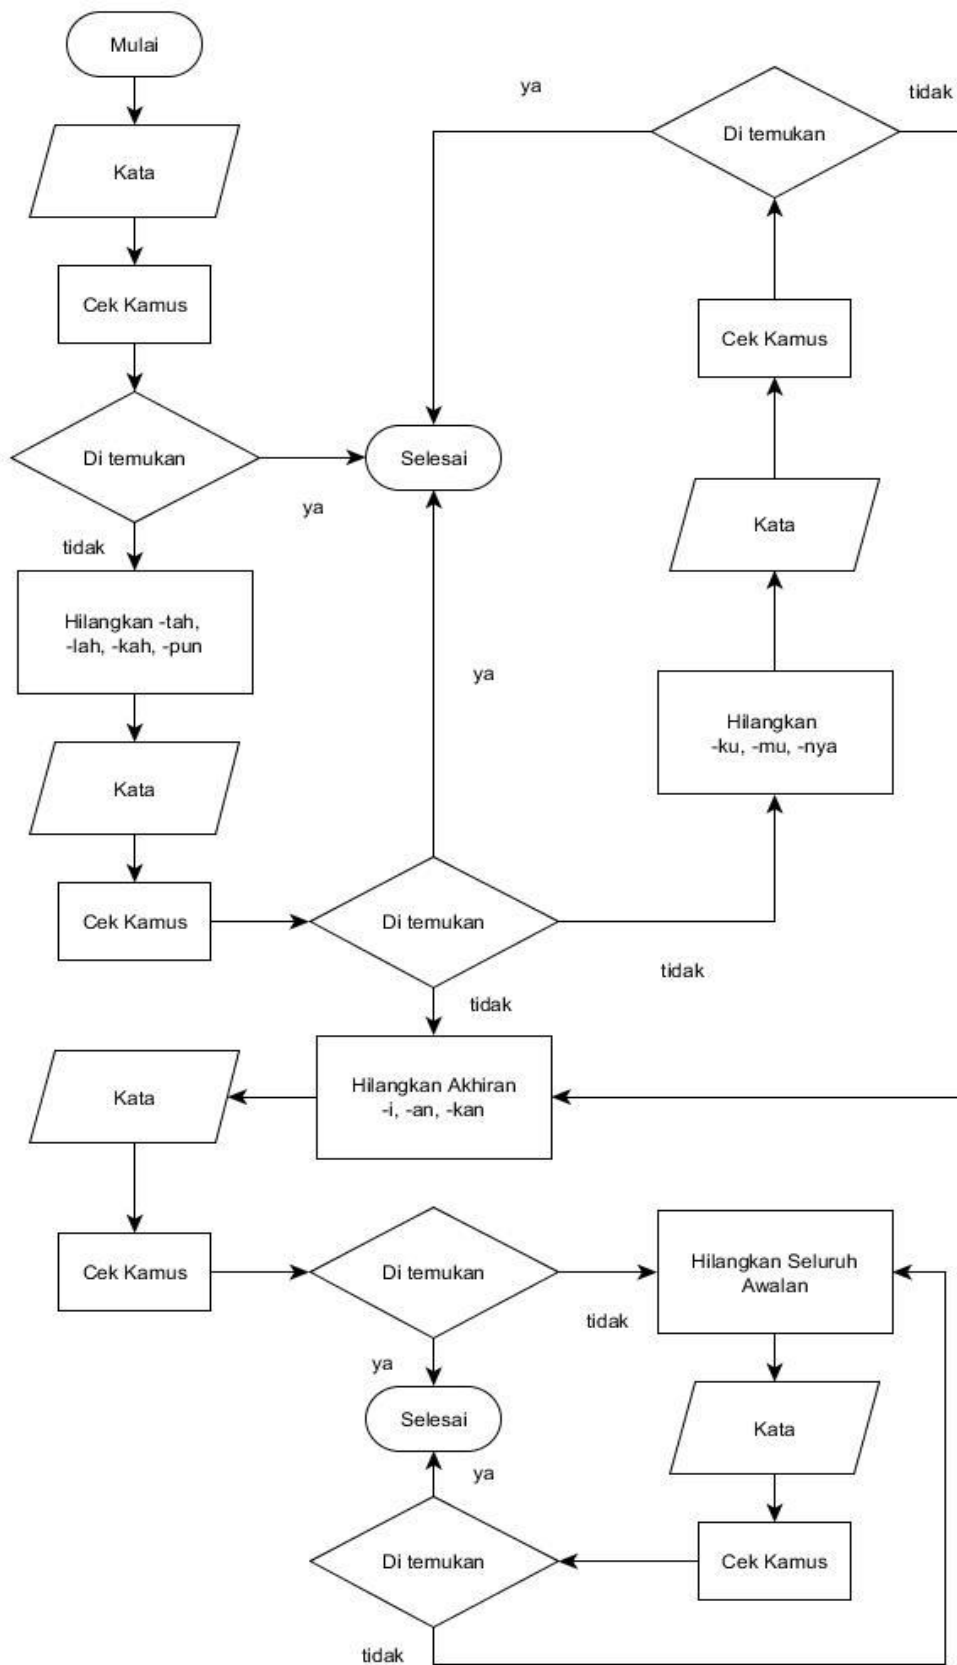 Mulai
Kata
Cek Kamus
Di temukan
ya
tidak
Hilangkan -tah,
-lah, -kah, -pun
Kata
Cek Kamus
Di temukan
ya
Selesai
tidak
tidak
Hilangkan
-ku, -mu, -nya
Kata
Cek Kamus
Di temukan
ya
tidak
Hilangkan Akhiran
-i, -an, -kan
Kata
Cek Kamus
Di temukan
ya
tidak
Selesai
Hilangkan Seluruh
Awalan
Kata
Cek Kamus
Di temukan
ya
tidak